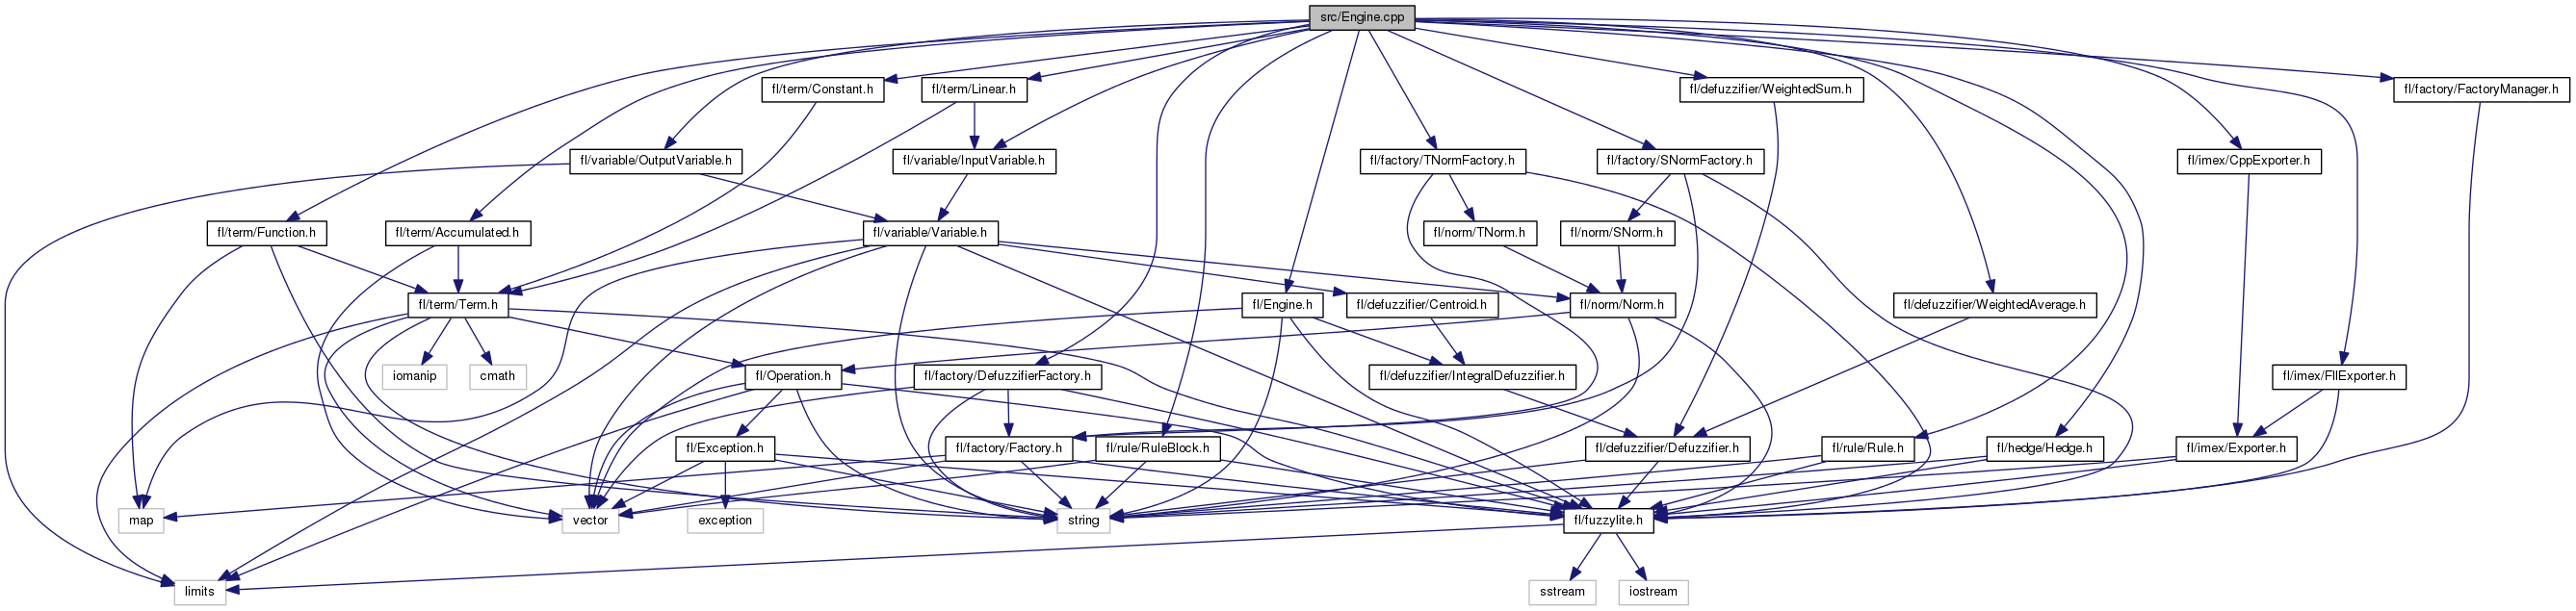 src/Engine.cpp
fl/term/Constant.h
fl/term/Linear.h
fl/defuzzifier/WeightedSum.h
fl/factory/FactoryManager.h
fl/variable/OutputVariable.h
fl/variable/InputVariable.h
fl/factory/TNormFactory.h
fl/factory/SNormFactory.h
fl/imex/CppExporter.h
fl/term/Function.h
fl/term/Accumulated.h
fl/variable/Variable.h
fl/norm/TNorm.h
fl/norm/SNorm.h
fl/term/Term.h
fl/Engine.h
fl/defuzzifier/Centroid.h
fl/norm/Norm.h
fl/defuzzifier/WeightedAverage.h
iomanip
cmath
fl/Operation.h
fl/factory/DefuzzifierFactory.h
fl/defuzzifier/IntegralDefuzzifier.h
fl/imex/FllExporter.h
fl/Exception.h
fl/factory/Factory.h
fl/rule/RuleBlock.h
fl/defuzzifier/Defuzzifier.h
fl/rule/Rule.h
fl/hedge/Hedge.h
fl/imex/Exporter.h
map
vector
exception
string
fl/fuzzylite.h
limits
sstream
iostream